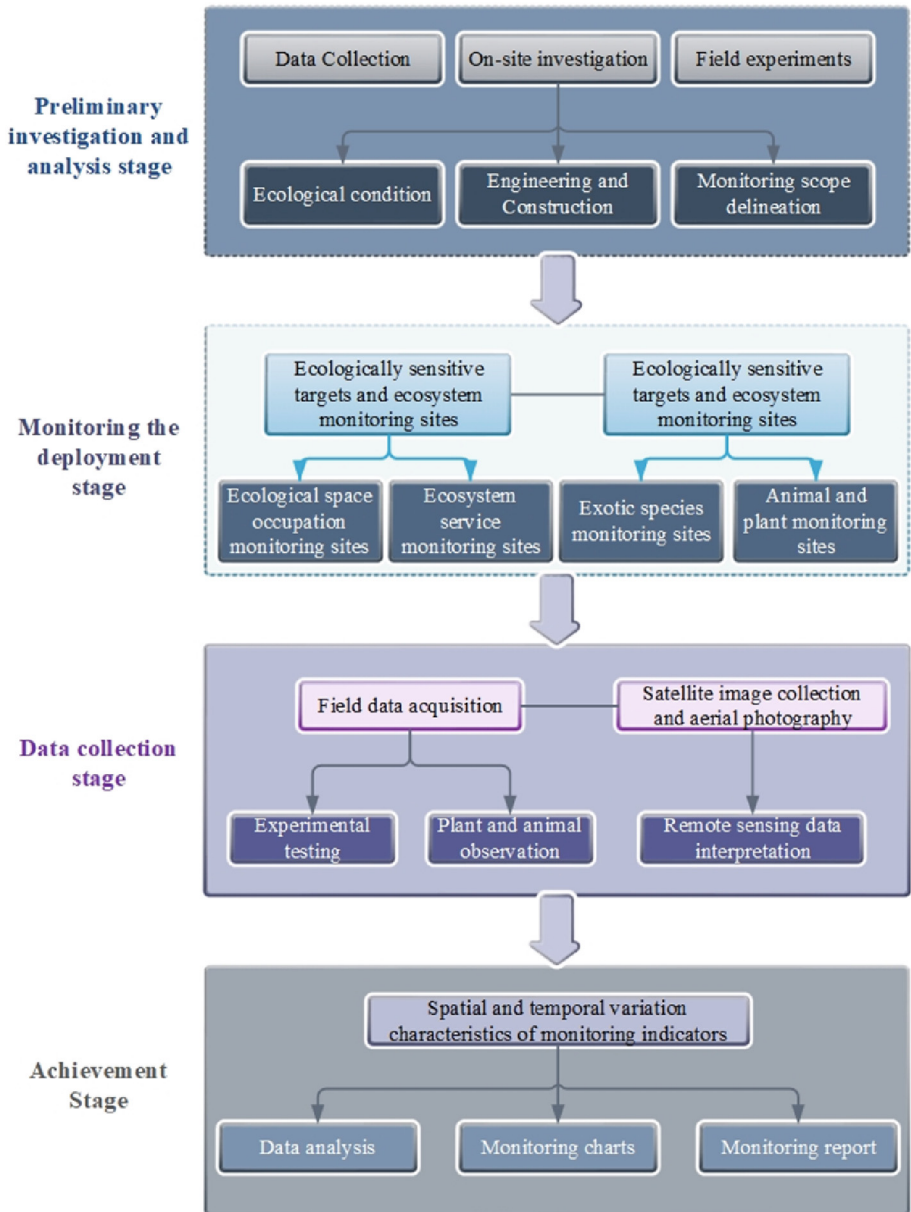 Preliminary
investigation and
analysis stage
Data Collection
On-site investigation
Field experiments
Ecological condition
Engineering and
Construction
Monitoring scope
delineation
Monitoring the
deployment
stage
Ecologically sensitive
targets and ecosystem
monitoring sites
Ecologically sensitive
targets and ecosystem
monitoring sites
Ecological space
occupation
monitoring sites
Ecosystem
service
monitoring sites
Exotic species
monitoring sites
Animal and
plant monitoring
sites
Data collection
stage
Field data acquisition
Satellite image collection
and aerial photography
Experimental
testing
Plant and animal
observation
Remote sensing data
interpretation
Achievement
Stage
Spatial and temporal variation
characteristics of monitoring indicators
Data analysis
Monitoring charts
Monitoring report